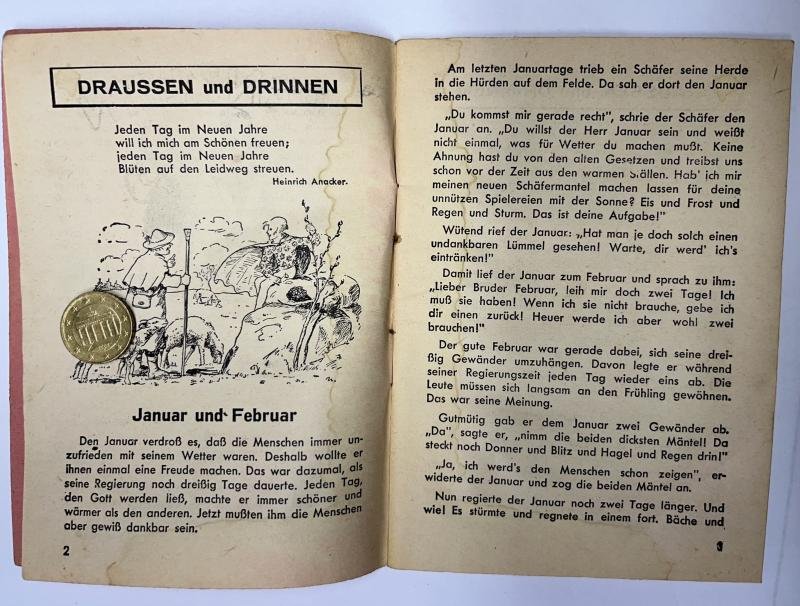 DRAUSSEN und DRINNEN
Jeden Tag im Neuen Jahre
will ich mich am Schönen freuen;
jeden Tag im Neuen Jahre
Blüten auf den Leidweg streuen.
Heinrich Anacker.
Januar und Februar
Den Januar verdroß es, daß die Menschen immer un-
zufrieden mit seinem Wetter waren. Deshalb wollte er
ihnen einmal eine Freude machen. Das war dazumal, als
seine Regierung noch dreißig Tage dauerte. Jeden Tag,
den Gott werden ließ, machte er immer schöner und
wärmer als den anderen. Jetzt mußten ihm die Menschen
aber gewiß dankbar sein.
2
Am letzten Januartage trieb ein Schäfer seine Herde
in die Hürden auf dem Felde. Da sah er dort den Januar
stehen.
„Du kommst mir gerade recht", schrie der Schäfer den
Januar an. „Du willst der Herr Januar sein und weißt
nicht einmal, was für Wetter du machen mußt. Keine
Ahnung hast du von den alten Gesetzen und treibst uns
schon vor der Zeit aus den warmen Ställen. Hab' ich mir
meinen neuen Schäfermantel machen lassen für deine
unnützen Spielereien mit der Sonne? Eis und Frost und
Regen und Sturm. Das ist deine Aufgabe!"
Wütend rief der Januar: „Hat man je doch solch einen
undankbaren Lümmel gesehen! Warte, dir werd' ich's
eintränken!"
Damit lief der Januar zum Februar und sprach zu ihm:
„Lieber Bruder Februar, leih mir doch zwei Tage! Ich
muß sie haben! Wenn ich sie nicht brauche, gebe ich
dir einen zurück! Heuer werde ich aber wohl zwei
brauchen!"
Der gute Februar war gerade dabei, sich seine drei-
ßig Gewänder umzuhängen. Davon legte er während
seiner Regierungszeit jeden Tag wieder eins ab. Die
Leute müssen sich langsam an den Frühling gewöhnen.
Das war seine Meinung.
Gutmütig gab er dem Januar zwei Gewänder ab.
„Da", sagte er, „nimm die beiden dicksten Mäntel! Da
steckt noch Donner und Blitz und Hagel und Regen drin!"
„Ja, ich werd's den Menschen schon zeigen", er-
widerte der Januar und zog die beiden Mäntel an.
Nun regierte der Januar noch zwei Tage länger. Und
wie! Es stürmte und regnete in einem fort. Bäche und
3